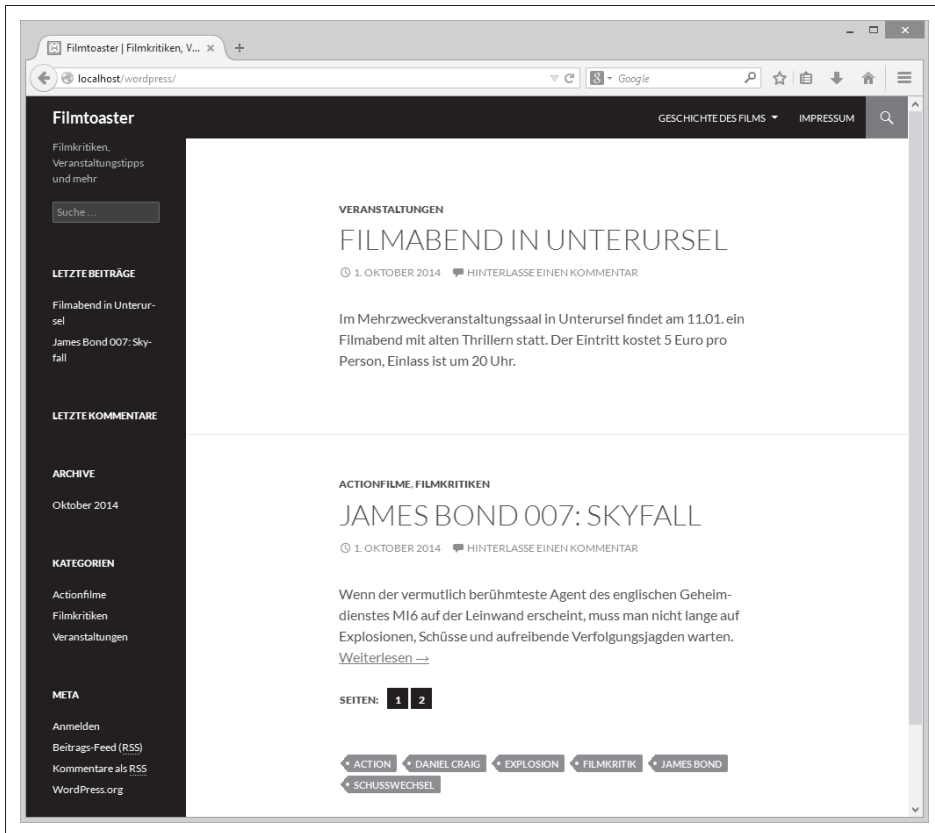 Filmtoaster | Filmkritiken, V...
localhost/wordpress/
Google
Filmtoaster
GESCHICHTE DES FILMS
IMPRESSUM
Filmkritiken,
Veranstaltungstipps
und mehr
Suche ...
LETZTE BEITRÄGE
Filmabend in Unterur-
sel
James Bond 007: Sky-
fall
LETZTE KOMMENTARE
ARCHIVE
Oktober 2014
KATEGORIEN
Actionfilme
Filmkritiken
Veranstaltungen
META
Anmelden
Beitrags-Feed (RSS)
Kommentare als RSS
WordPress.org
VERANSTALTUNGEN
FILMABEND IN UNTERURSEL
1. OKTOBER 2014 HINTERLASSE EINEN KOMMENTAR
Im Mehrzweckveranstaltungssaal in Unterursel findet am 11.01. ein
Filmabend mit alten Thrillern statt. Der Eintritt kostet 5 Euro pro
Person, Einlass ist um 20 Uhr.
ACTIONFILME, FILMKRITIKEN
JAMES BOND 007: SKYFALL
1. OKTOBER 2014 HINTERLASSE EINEN KOMMENTAR
Wenn der vermutlich berühmteste Agent des englischen Geheim-
dienstes MI6 auf der Leinwand erscheint, muss man nicht lange auf
Explosionen, Schüsse und aufreibende Verfolgungsjagden warten.
Weiterlesen →
SEITEN: 1 2
ACTION DANIEL CRAIG EXPLOSION FILMKRITIK JAMES BOND
SCHUSSWECHSEL